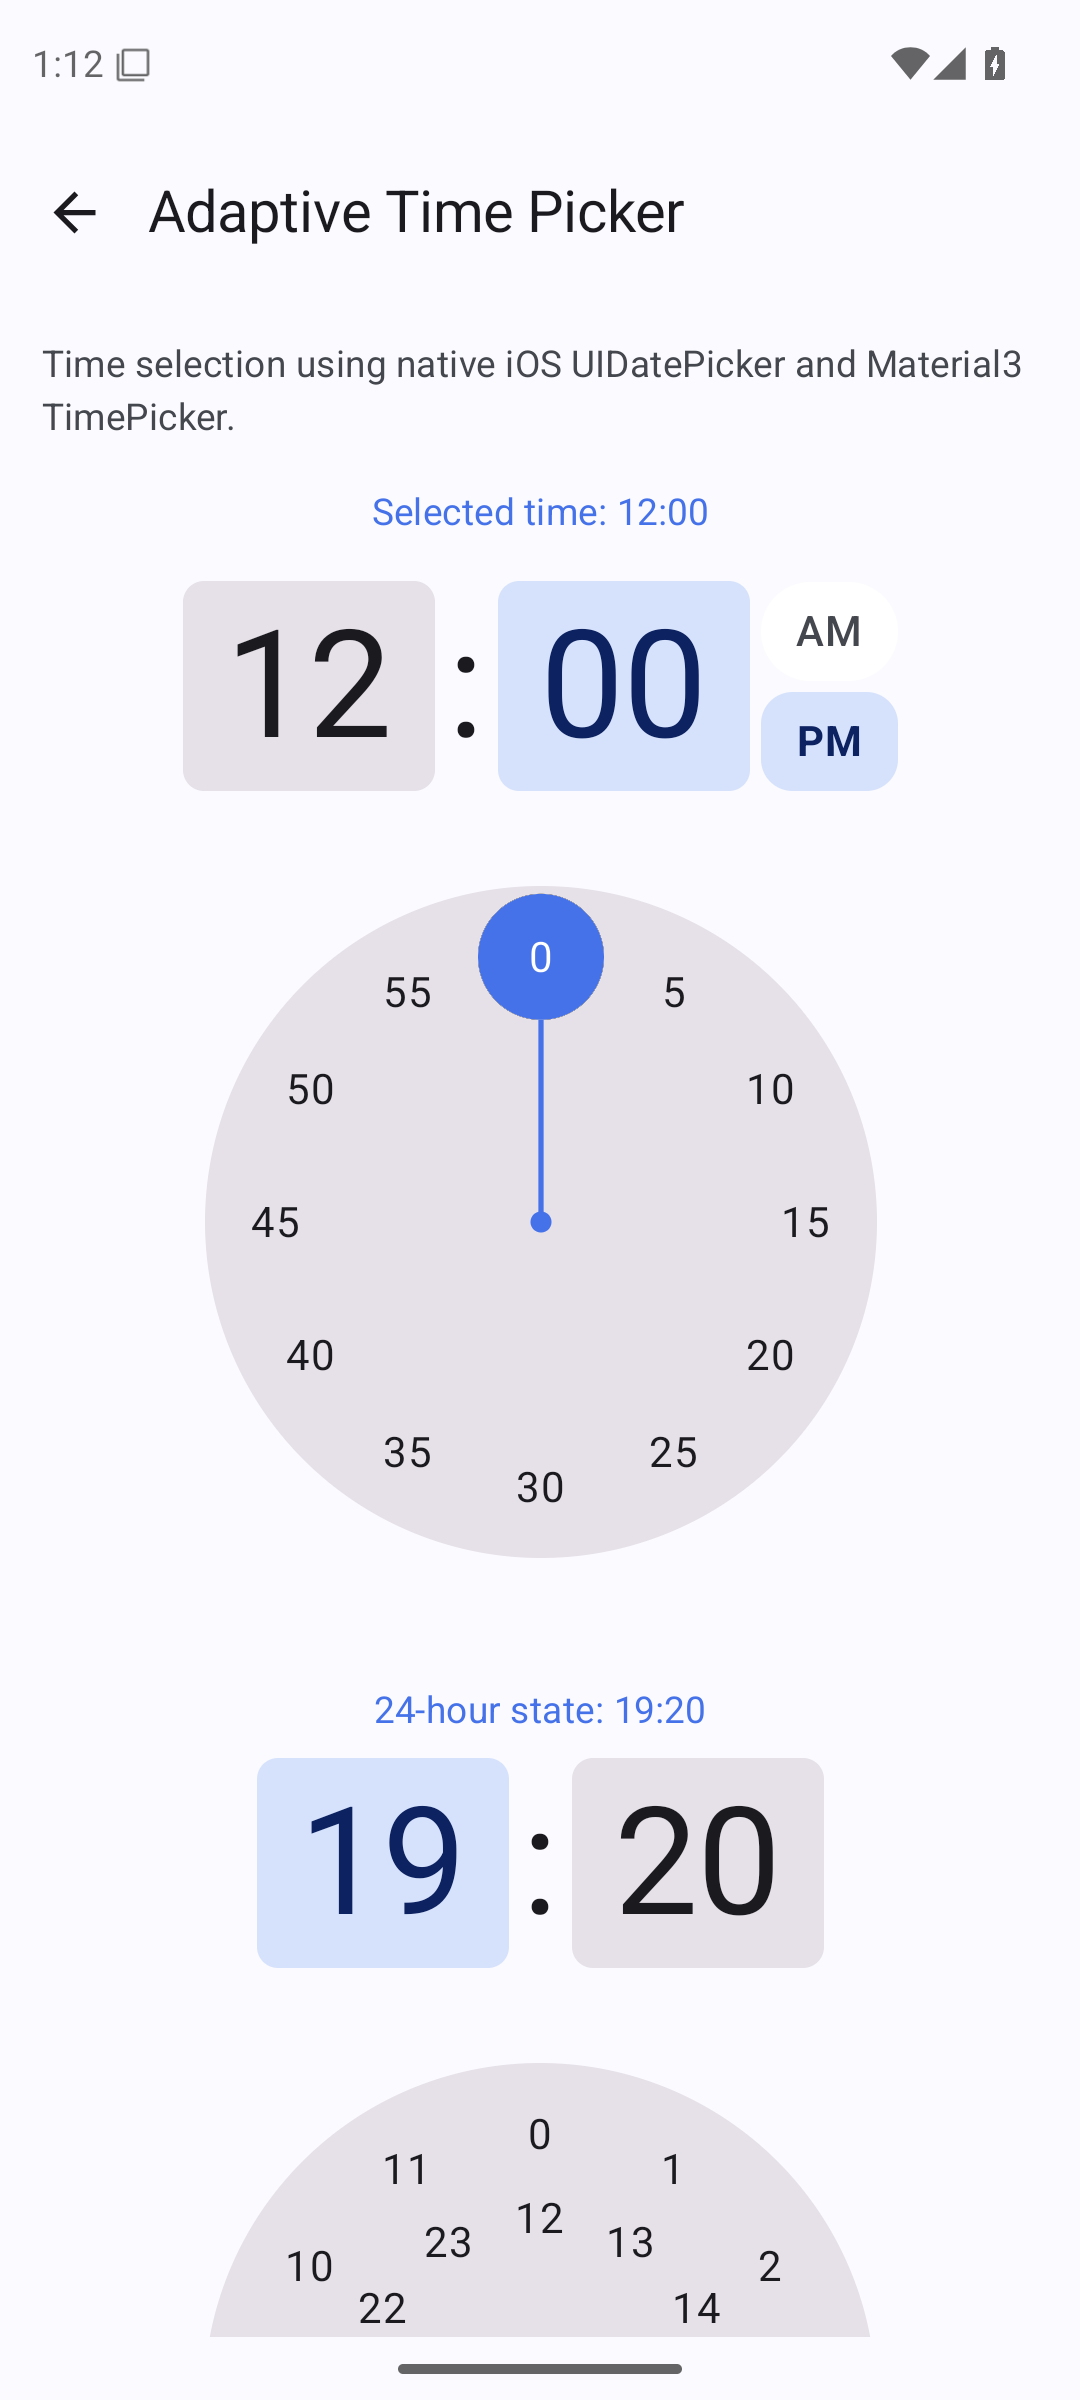 1:12
Adaptive Time Picker
Time selection using native iOS UIDatePicker and Material3
TimePicker.
Selected time: 12:00
12 : 00
AM
PM
0
55 5
50 10
45 15
40 20
35 25
30
24-hour state: 19:20
19 : 20
0
11 1
12
23 13
10 2
22 14